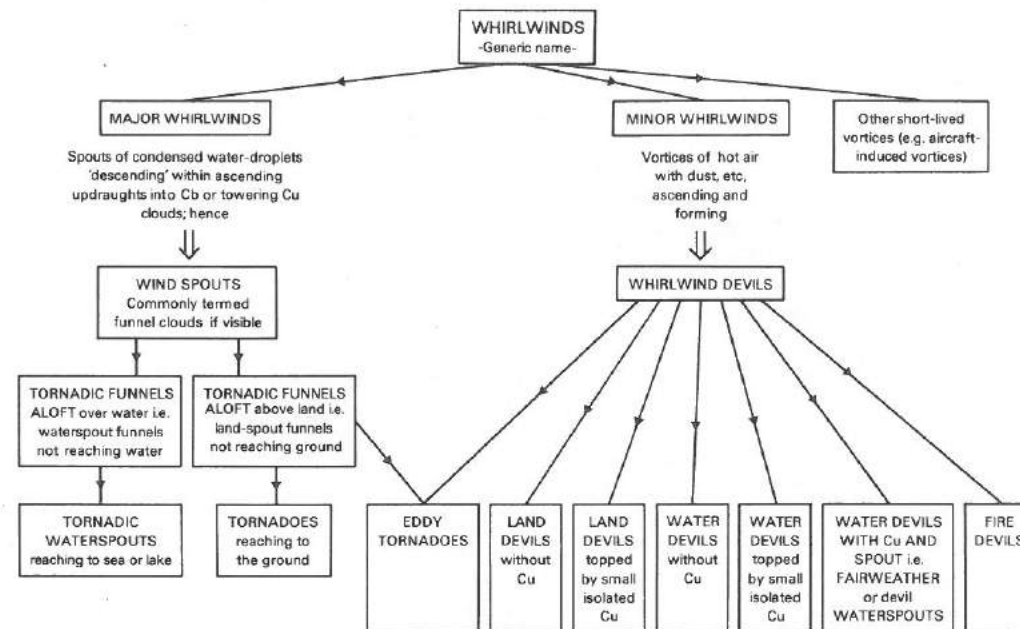 WHIRLWINDS
-Generic name-
MAJOR WHIRLWINDS
MINOR WHIRLWINDS
Other short-lived
vortices (e.g. aircraft-
induced vortices)
Spouts of condensed water-droplets
'descending' within ascending
updraughts into Cb or towering Cu
clouds; hence
Vortices of hot air
with dust, etc,
ascending and
forming
WIND SPOUTS
Commonly termed
funnel clouds if visible
WHIRLWIND DEVILS
TORNADIC FUNNELS
ALOFT over water i.e.
waterspout funnels
not reaching water
TORNADIC FUNNELS
ALOFT above land i.e.
land-spout funnels
not reaching ground
TORNADIC
WATERSPOUTS
reaching to sea or lake
TORNADOES
reaching to
the ground
EDDY
TORNADOES
LAND
DEVILS
without
Cu
LAND
DEVILS
topped
by small
isolated
Cu
WATER
DEVILS
without
Cu
WATER
DEVILS
topped
by small
isolated
Cu
WATER DEVILS
WITH Cu AND
SPOUT i.e.
FAIRWEATHER
or devil
WATERSPOUTS
FIRE
DEVILS